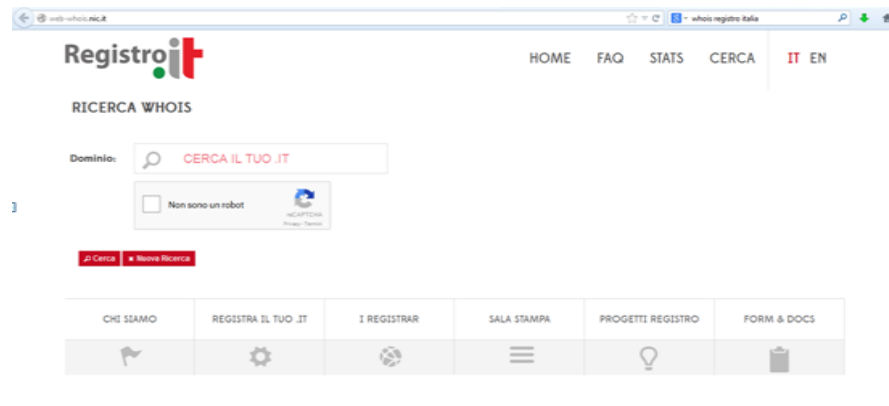 web-whois.nic.it
whois registro italia
Registro.it
HOME FAQ STATS CERCA IT EN
RICERCA WHOIS
Dominio: CERCA IL TUO .IT
Non sono un robot
reCAPTCHA
Privacy - Termini
Cerca Nuova Ricerca
CHI SIAMO REGISTRA IL TUO .IT I REGISTRAR SALA STAMPA PROGETTI REGISTRO FORM & DOCS